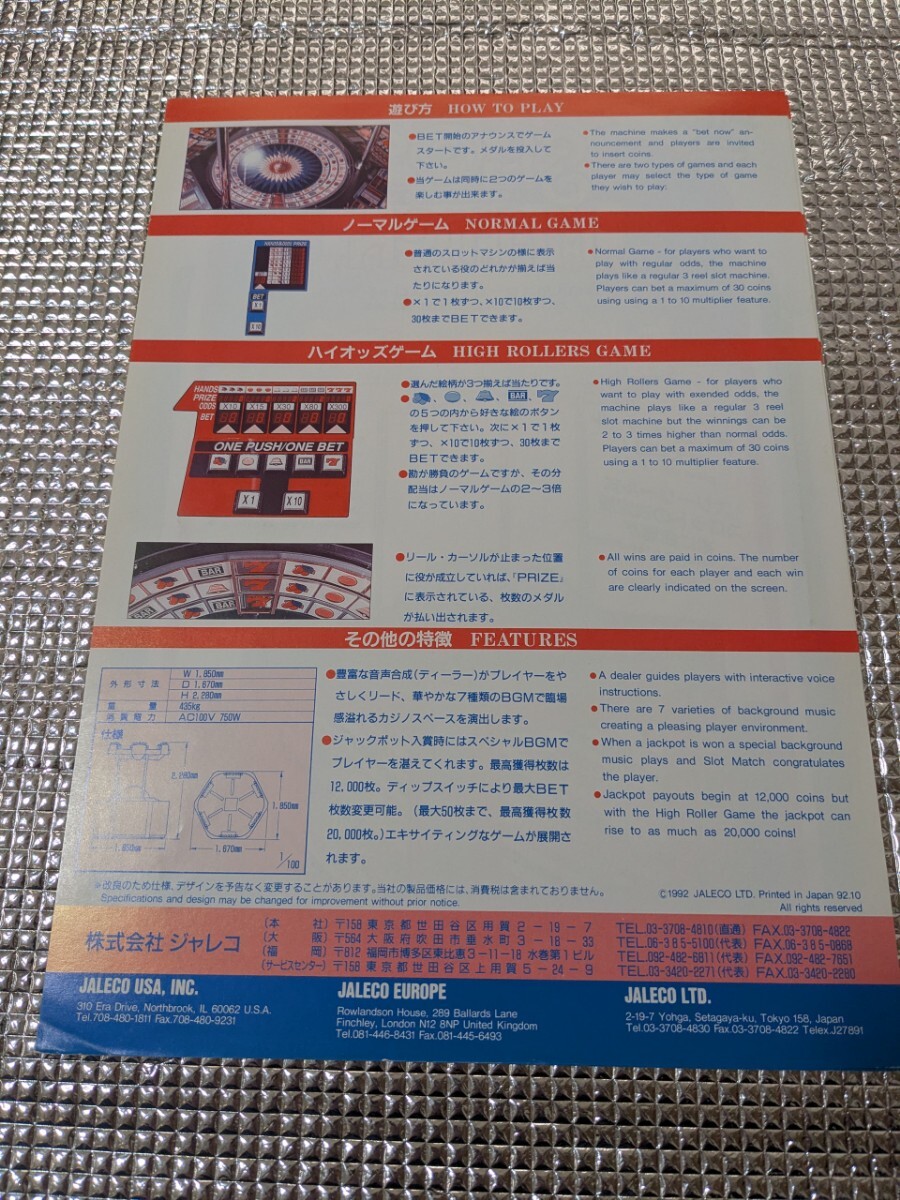 遊び方 HOW TO PLAY
●BET開始のアナウンスでゲーム
スタートです。メダルを投入して
下さい。
●当ゲームは同時に2つのゲームを
楽しむ事が出来ます。
●The machine makes a "bet now" an-
nouncement and players are invited
to insert coins.
●There are two types of games and each
player may select the type of game
they wish to play:
ノーマルゲーム NORMAL GAME
BET
X1
X10
●普通のスロットマシンの様に表示
されている役のどれかが揃えば当
たりになります。
●×1で1枚ずつ、×10で10枚ずつ、
30枚までBETできます。
●Normal Game - for players who want to
play with regular odds, the machine
plays like a regular 3 reel slot machine.
Players can bet a maximum of 30 coins
using using a 1 to 10 multiplier feature.
ハイオッズゲーム HIGH ROLLERS GAME
HANDS
PRIZE
ODDS X10 X15 X30 X60 X300
BET
ONE PUSH/ONE BET
BAR
X1 X10
●選んだ絵柄が3つ揃えば当たりです。
●、、、BAR、7
の5つの内から好きな絵のボタン
を押して下さい。次に×1で1枚
ずつ、×10で10枚ずつ、30枚まで
BETできます。
●勘が勝負のゲームですが、その分
配当はノーマルゲームの2〜3倍
になっています。
●High Rollers Game - for players who
want to play with exended odds, the
machine plays like a regular 3 reel
slot machine but the winnings can be
2 to 3 times higher than normal odds.
Players can bet a maximum of 30 coins
using a 1 to 10 multiplier feature.
BAR
BAR
BAR
●リール・カーソルが止まった位置
に役が成立していれば、「PRIZE」
に表示されている、枚数のメダル
が払い出されます。
●All wins are paid in coins. The number
of coins for each player and each win
are clearly indicated on the screen.
その他の特徴 FEATURES
外形寸法 W 1,850mm
D 1,670mm
H 2,280mm
重量 435kg
消費電力 AC100V 750W
仕様
2,280mm
1,850mm
1,850mm
1,670mm
1/100
●豊富な音声合成(ディーラー)がプレイヤーをや
さしくリード、華やかな7種類のBGMで臨場
感溢れるカジノスペースを演出します。
●ジャックポット入賞時にはスペシャルBGMで
プレイヤーを湛えてくれます。最高獲得枚数は
12,000枚。ディップスイッチにより最大BET
枚数変更可能。(最大50枚まで、最高獲得枚数
20,000枚。)エキサイティングなゲームが展開さ
れます。
●A dealer guides players with interactive voice
instructions.
●There are 7 varieties of background music
creating a pleasing player environment.
●When a jackpot is won a special background
music plays and Slot Match congratulates
the player.
●Jackpot payouts begin at 12,000 coins but
with the High Roller Game the jackpot can
rise to as much as 20,000 coins!
※改良のため仕様、デザインを予告なく変更することがあります。当社の製品価格には、消費税は含まれておりません。
Specifications and design may be changed for improvement without prior notice.
©1992 JALECO LTD. Printed in Japan 92.10
All rights reserved
株式会社 ジャレコ
(本社)〒158 東京都世田谷区用賀2-19-7 TEL.03-3708-4810(直通) FAX.03-3708-4822
(大阪)〒564 大阪府吹田市垂水町3-18-33 TEL.06-385-5100(代表) FAX.06-385-0868
(福岡)〒812 福岡市博多区東比恵3-11-18 水巻第1ビル TEL.092-482-6811(代表) FAX.092-482-7651
(サービスセンター)〒158 東京都世田谷区上用賀5-24-9 TEL.03-3420-2271(代表) FAX.03-3420-2280
JALECO USA, INC.
310 Era Drive, Northbrook, IL 60062 U.S.A.
Tel.708-480-1811 Fax.708-480-9231
JALECO EUROPE
Rowlandson House, 289 Ballards Lane
Finchley, London N12 8NP United Kingdom
Tel.081-446-8431 Fax.081-445-6493
JALECO LTD.
2-19-7 Yohga, Setagaya-ku, Tokyo 158, Japan
Tel.03-3708-4830 Fax.03-3708-4822 Telex.J27891